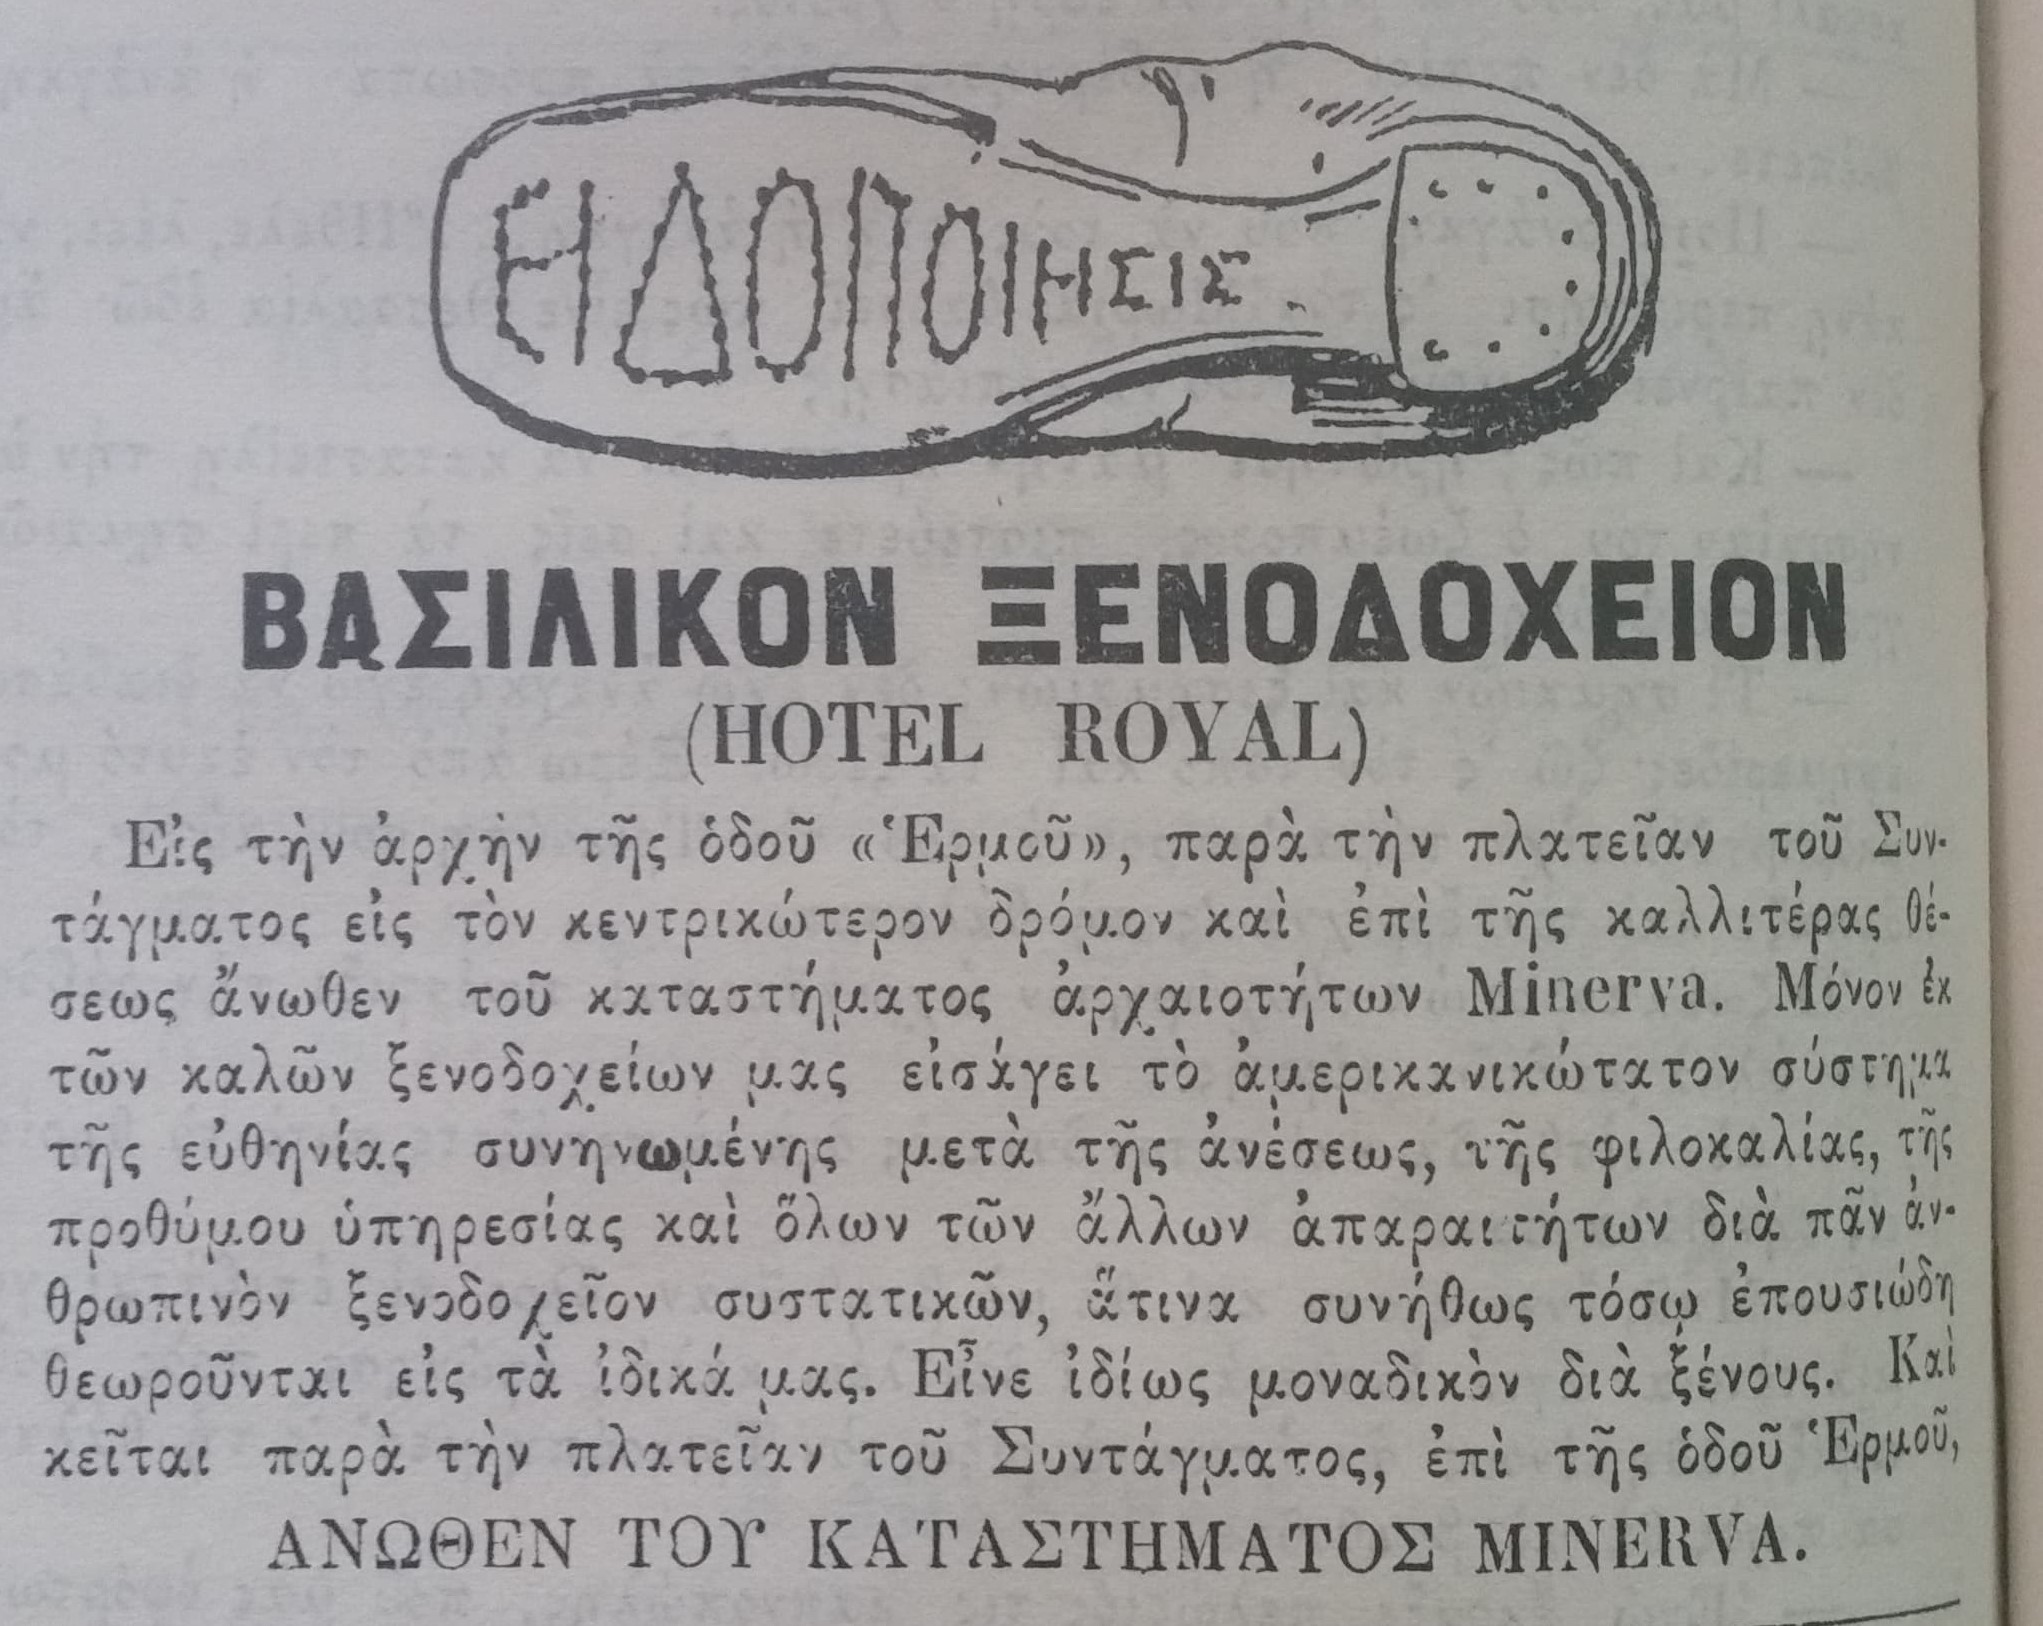 ΕΙΔΟΠΟΙΗΣΙΣ.
ΒΑΣΙΛΙΚΟΝ ΞΕΝΟΔΟΧΕΙΟΝ
(HOTEL ROYAL)
Εἰς τὴν ἀρχὴν τῆς ὁδοῦ «Ἑρμοῦ», παρὰ τὴν πλατεῖαν τοῦ Συν-
τάγματος εἰς τὸν κεντρικώτερον δρόμον καὶ ἐπὶ τῆς καλλιτέρας θέ-
σεως ἄνωθεν τοῦ καταστήματος ἀρχαιοτήτων Minerva. Μόνον ἐκ
τῶν καλῶν ξενοδοχείων μας εἰσάγει τὸ ἀμερικανικώτατον σύστημα
τῆς εὐθηνίας συνηνωμένης μετὰ τῆς ἀνέσεως, τῆς φιλοκαλίας, τῆς
προθύμου ὑπηρεσίας καὶ ὅλων τῶν ἄλλων ἀπαραιτήτων διὰ πᾶν ἀν-
θρωπινὸν ξενοδοχεῖον συστατικῶν, ἅτινα συνήθως τόσῳ ἐπουσιώδη
θεωροῦνται εἰς τὰ ἰδικά μας. Εἶνε ἰδίως μοναδικὸν διὰ ξένους. Καὶ
κεῖται παρὰ τὴν πλατεῖαν τοῦ Συντάγματος, ἐπὶ τῆς ὁδοῦ Ἑρμοῦ,
ΑΝΩΘΕΝ ΤΟΥ ΚΑΤΑΣΤΗΜΑΤΟΣ MINERVA.